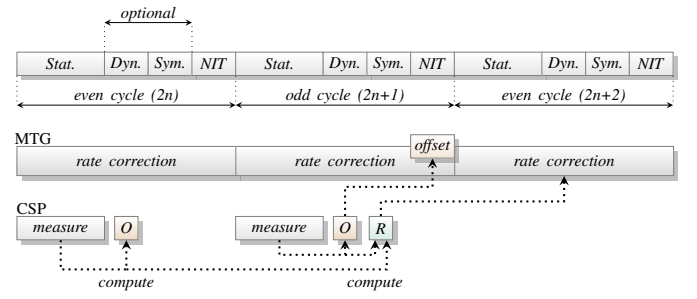 optional
Stat. Dyn. Sym. NIT Stat. Dyn. Sym. NIT Stat. Dyn. Sym. NIT
even cycle (2n) odd cycle (2n+1) even cycle (2n+2)
MTG
offset
rate correction rate correction rate correction
CSP
measure O measure O R
compute compute